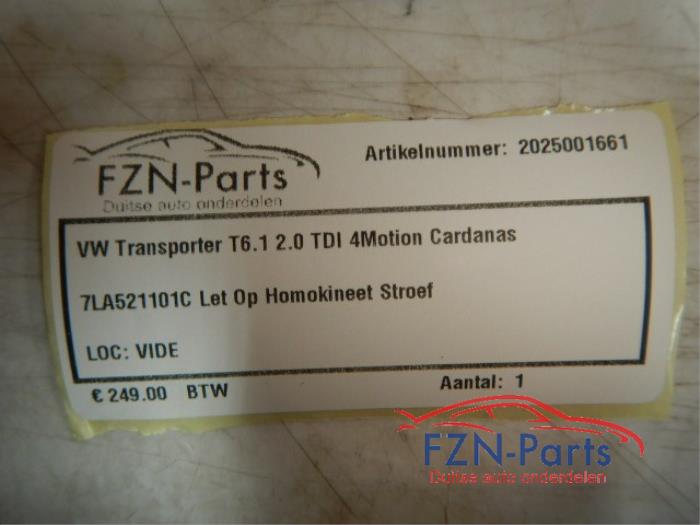 FZN-Parts
Duitse auto onderdelen
Artikelnummer: 2025001661
VW Transporter T6.1 2.0 TDI 4Motion Cardanas
7LA521101C Let Op Homokineet Stroef
LOC: VIDE
€ 249.00 BTW
Aantal: 1
FZN-Parts
Duitse auto onderdelen